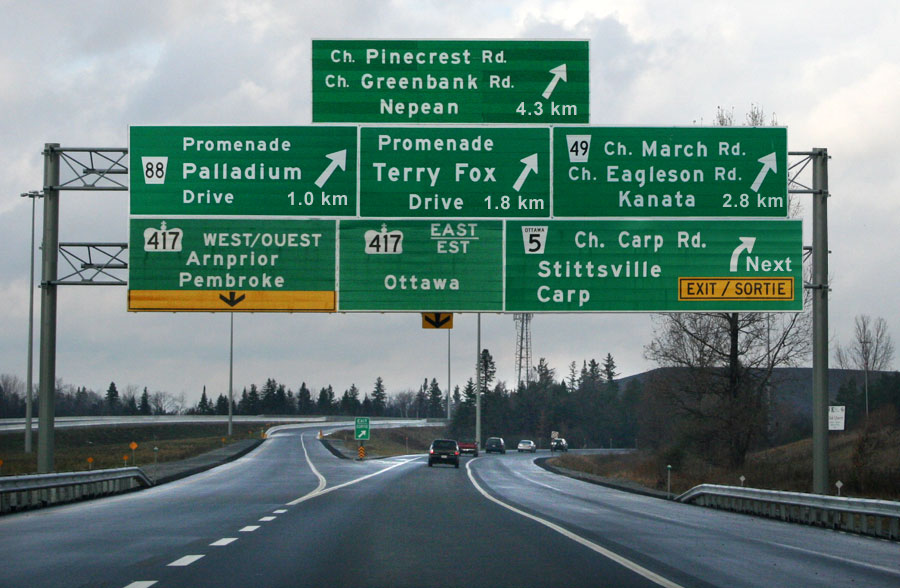 Ch. Pinecrest Rd.
Ch. Greenbank Rd.
Nepean
4.3 km
Promenade
88 Palladium
Drive
1.0 km
Promenade
Terry Fox
Drive
1.8 km
49 Ch. March Rd.
Ch. Eagleson Rd.
Kanata
2.8 km
417 WEST/OUEST
Arnprior
Pembroke
417 EAST
EST
Ottawa
OTTAWA
5 Ch. Carp Rd.
Stittsville
Carp
Next
EXIT / SORTIE